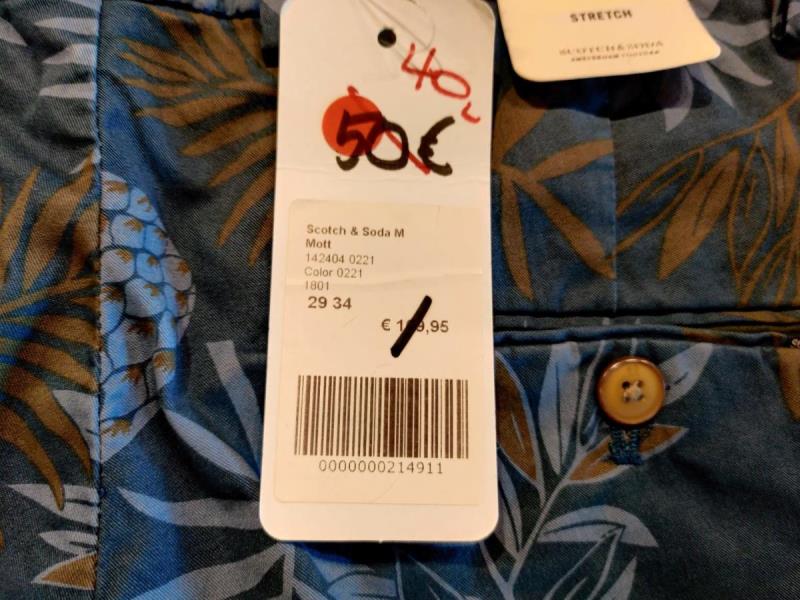 STRETCH
SCOTCH & SODA
40,-
50€
Scotch & Soda M
Mott
142404 0221
Color 0221
1801
29 34
0000000214911